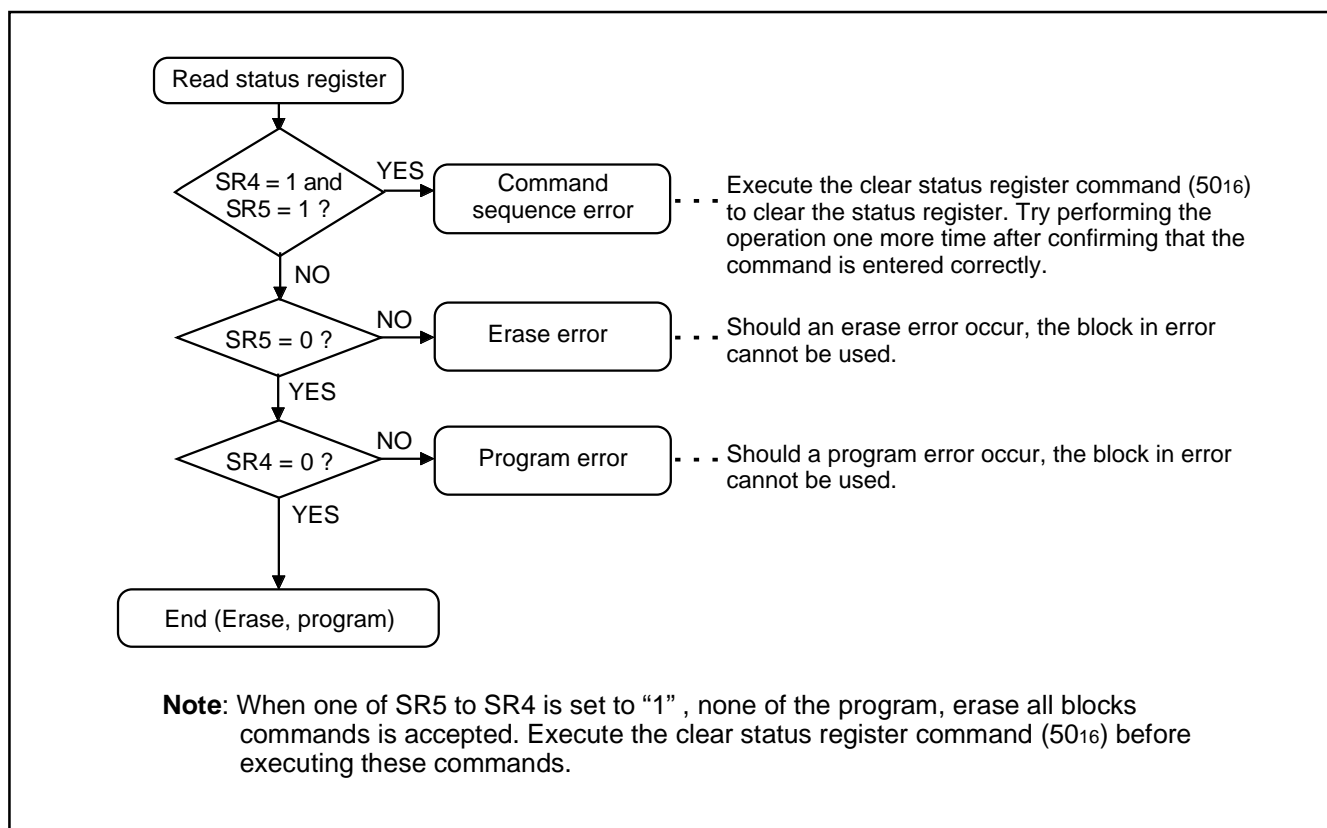 Read status register
SR4 = 1 and
SR5 = 1 ?
YES
Command
sequence error
Execute the clear status register command (5016)
to clear the status register. Try performing the
operation one more time after confirming that the
command is entered correctly.
NO
SR5 = 0 ?
NO
Erase error
Should an erase error occur, the block in error
cannot be used.
YES
SR4 = 0 ?
NO
Program error
Should a program error occur, the block in error
cannot be used.
YES
End (Erase, program)
Note: When one of SR5 to SR4 is set to “1” , none of the program, erase all blocks
commands is accepted. Execute the clear status register command (5016) before
executing these commands.